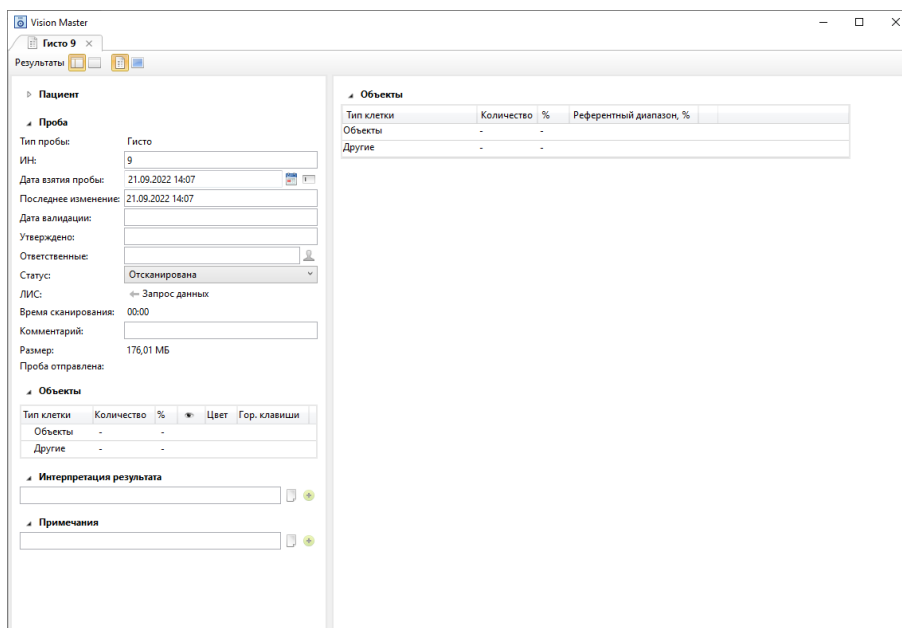 Vision Master
Гисто 9
Результаты
Пациент
Проба
Тип пробы: Гисто
ИН: 9
Дата взятия пробы: 21.09.2022 14:07
Последнее изменение: 21.09.2022 14:07
Дата валидации:
Утверждено:
Ответственные:
Статус: Отсканирована
ЛИС: Запрос данных
Время сканирования: 00:00
Комментарий:
Размер: 176,01 МБ
Проба отправлена:
Объекты
Тип клетки Количество % Цвет Гор. клавиши
Объекты - -
Другие - -
Интерпретация результата
Примечания
Объекты
Тип клетки Количество % Референтный диапазон, %
Объекты - -
Другие - -